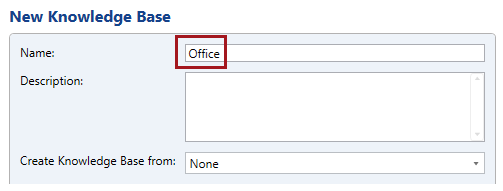 New Knowledge Base
Name: Office
Description:
Create Knowledge Base from: None